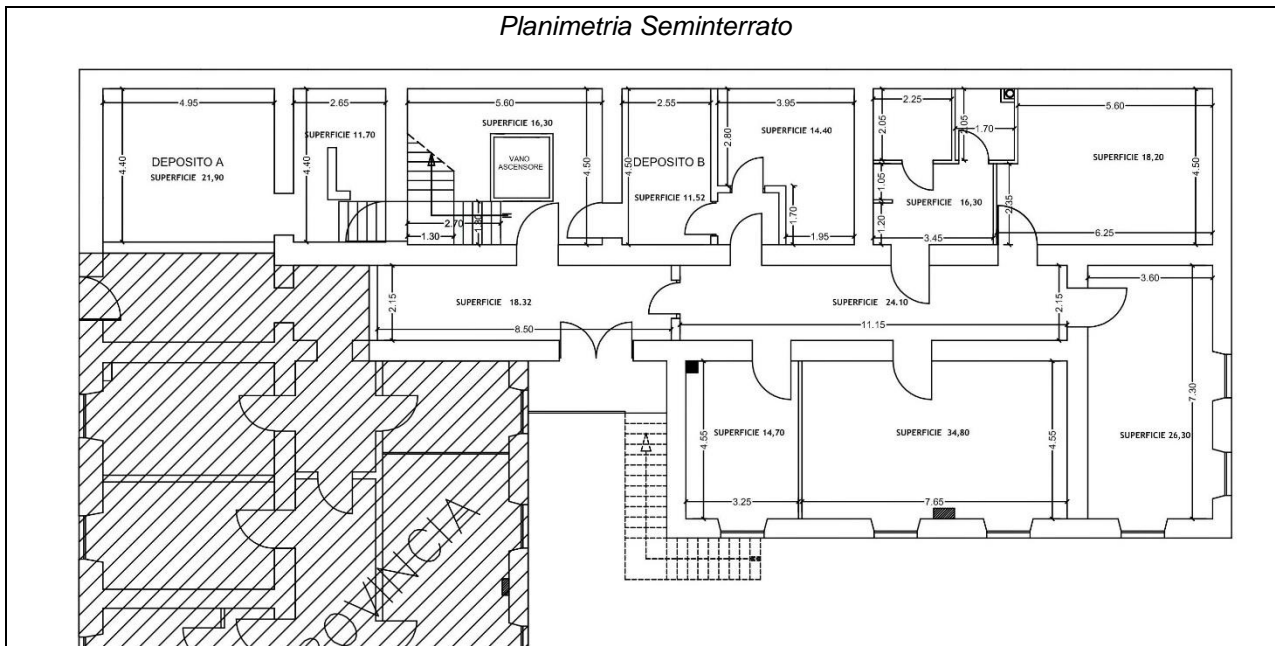 Planimetria Seminterrato
4.95
2.65
5.60
2.55
3.95
2.25
1.70
5.60
4.40
DEPOSITO A
SUPERFICIE 21,90
4.40
SUPERFICIE 11.70
SUPERFICIE 16,30
VANO
ASCENSORE
4.50
4.50
DEPOSITO B
SUPERFICIE 11,52
2.80
SUPERFICIE 14.40
1.70
1.95
2.05
2.05
1.05
1.20
SUPERFICIE 16,30
3.45
2.35
SUPERFICIE 18,20
4.50
6.25
2.70
1.30
1.80
2.15
SUPERFICIE 18.32
8.50
SUPERFICIE 24.10
11.15
2.15
3.60
7.30
SUPERFICIE 26,30
4.55
SUPERFICIE 14,70
3.25
SUPERFICIE 34,80
7.65
4.55
OVINCIA